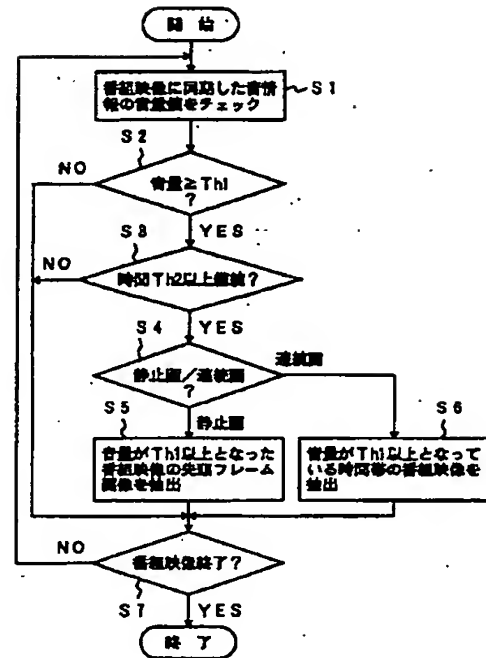 開始
番組映像に同期した音情
報の音量値をチェック
S1
S2
NO
音量≧Th1
?
YES
S3
NO
時間Th2以上継続?
YES
S4
静止画/連続画
?
連続画
静止画
S5
音量がTh1以上となった
番組映像の先頭フレーム
画像を抽出
S6
音量がTh1以上となって
いる時間帯の番組映像を
抽出
NO
番組映像終了?
S7
YES
終了